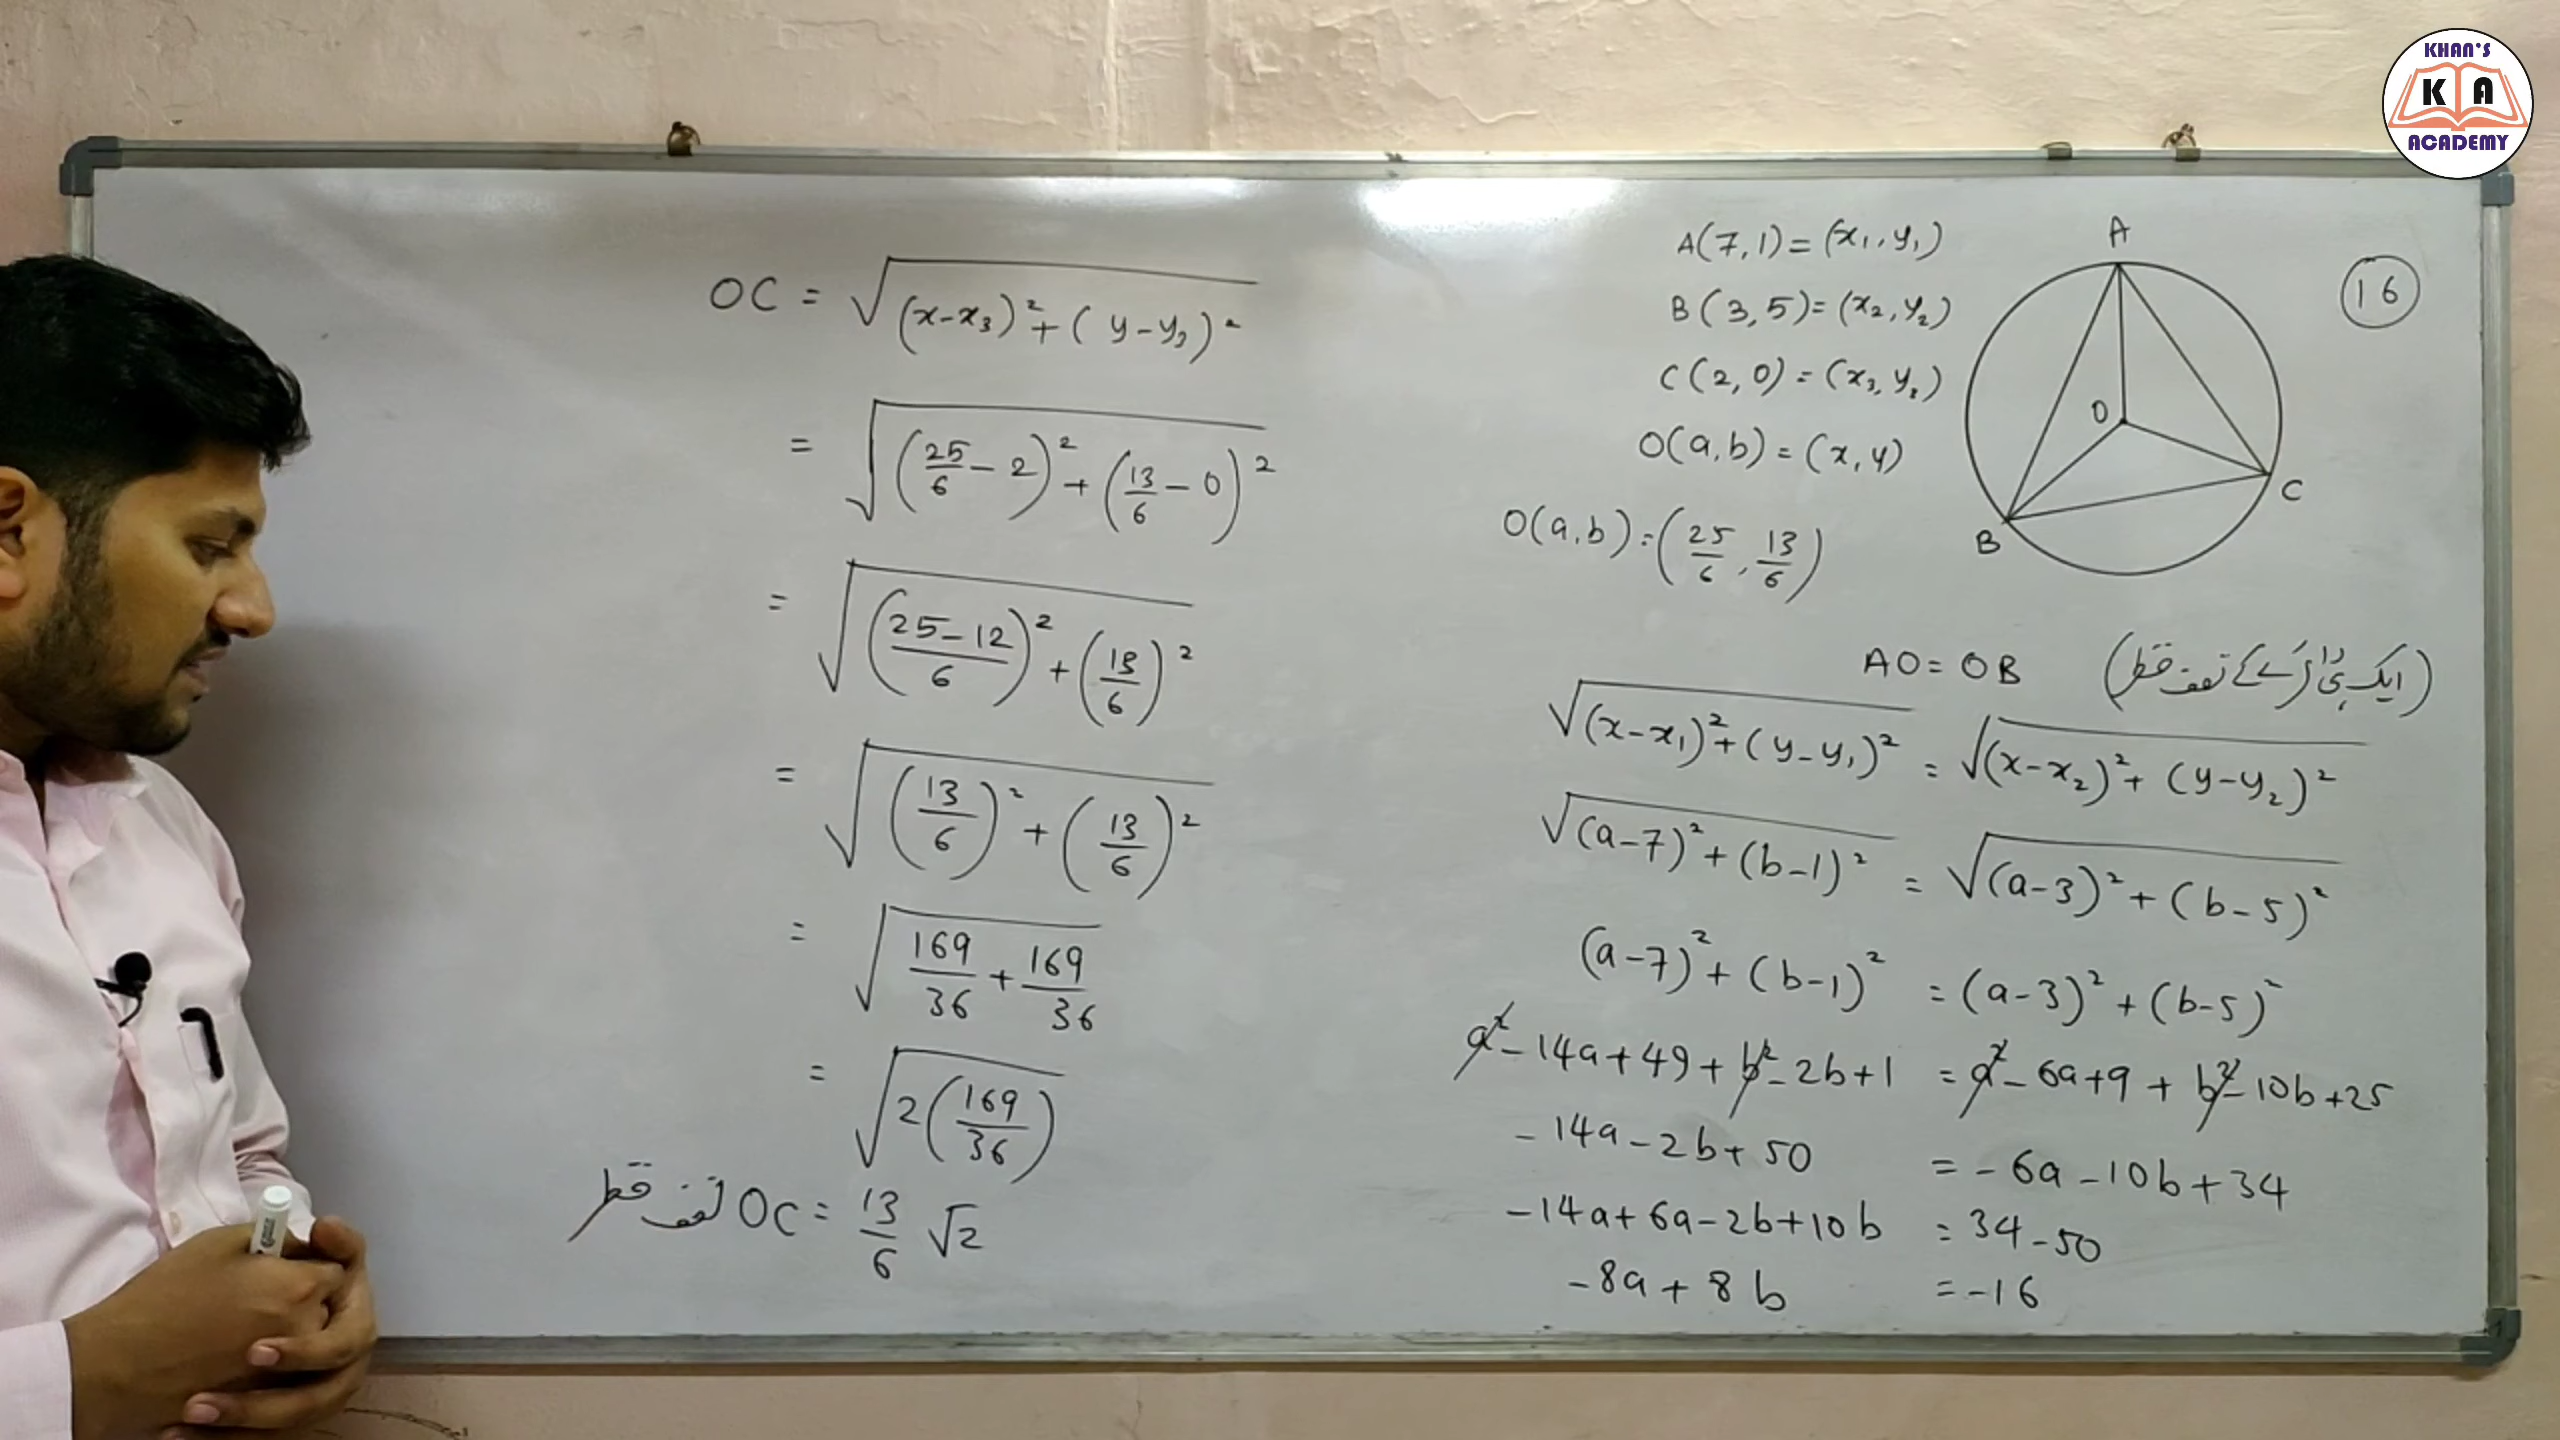 KHAN'S
K A
ACADEMY
16
A
O
B
C
A(7,1) = (x₁, y₁)
B(3,5) = (x₂, y₂)
C(2,0) = (x₃, y₃)
O(a,b) = (x,y)
O(a,b) = (25/6, 13/6)
AO = OB (ایک ہی دائرے کے نصف قطر)
√((x-x₁)² + (y-y₁)²) = √((x-x₂)² + (y-y₂)²)
√((a-7)² + (b-1)²) = √((a-3)² + (b-5)²)
(a-7)² + (b-1)² = (a-3)² + (b-5)²
a² - 14a + 49 + b² - 2b + 1 = a² - 6a + 9 + b² - 10b + 25
-14a - 2b + 50 = -6a - 10b + 34
-14a + 6a - 2b + 10b = 34 - 50
-8a + 8b = -16
OC = √((x-x₃)² + (y-y₃)²)
= √((25/6 - 2)² + (13/6 - 0)²)
= √(((25-12)/6)² + (13/6)²)
= √((13/6)² + (13/6)²)
= √(169/36 + 169/36)
= √(2(169/36))
نصف قطر OC = 13/6 √2